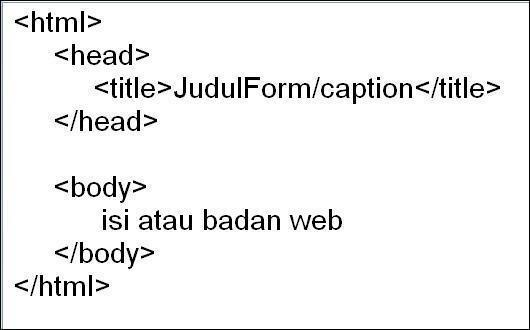 <html>
<head>
<title>JudulForm/caption</title>
</head>
<body>
isi atau badan web
</body>
</html>